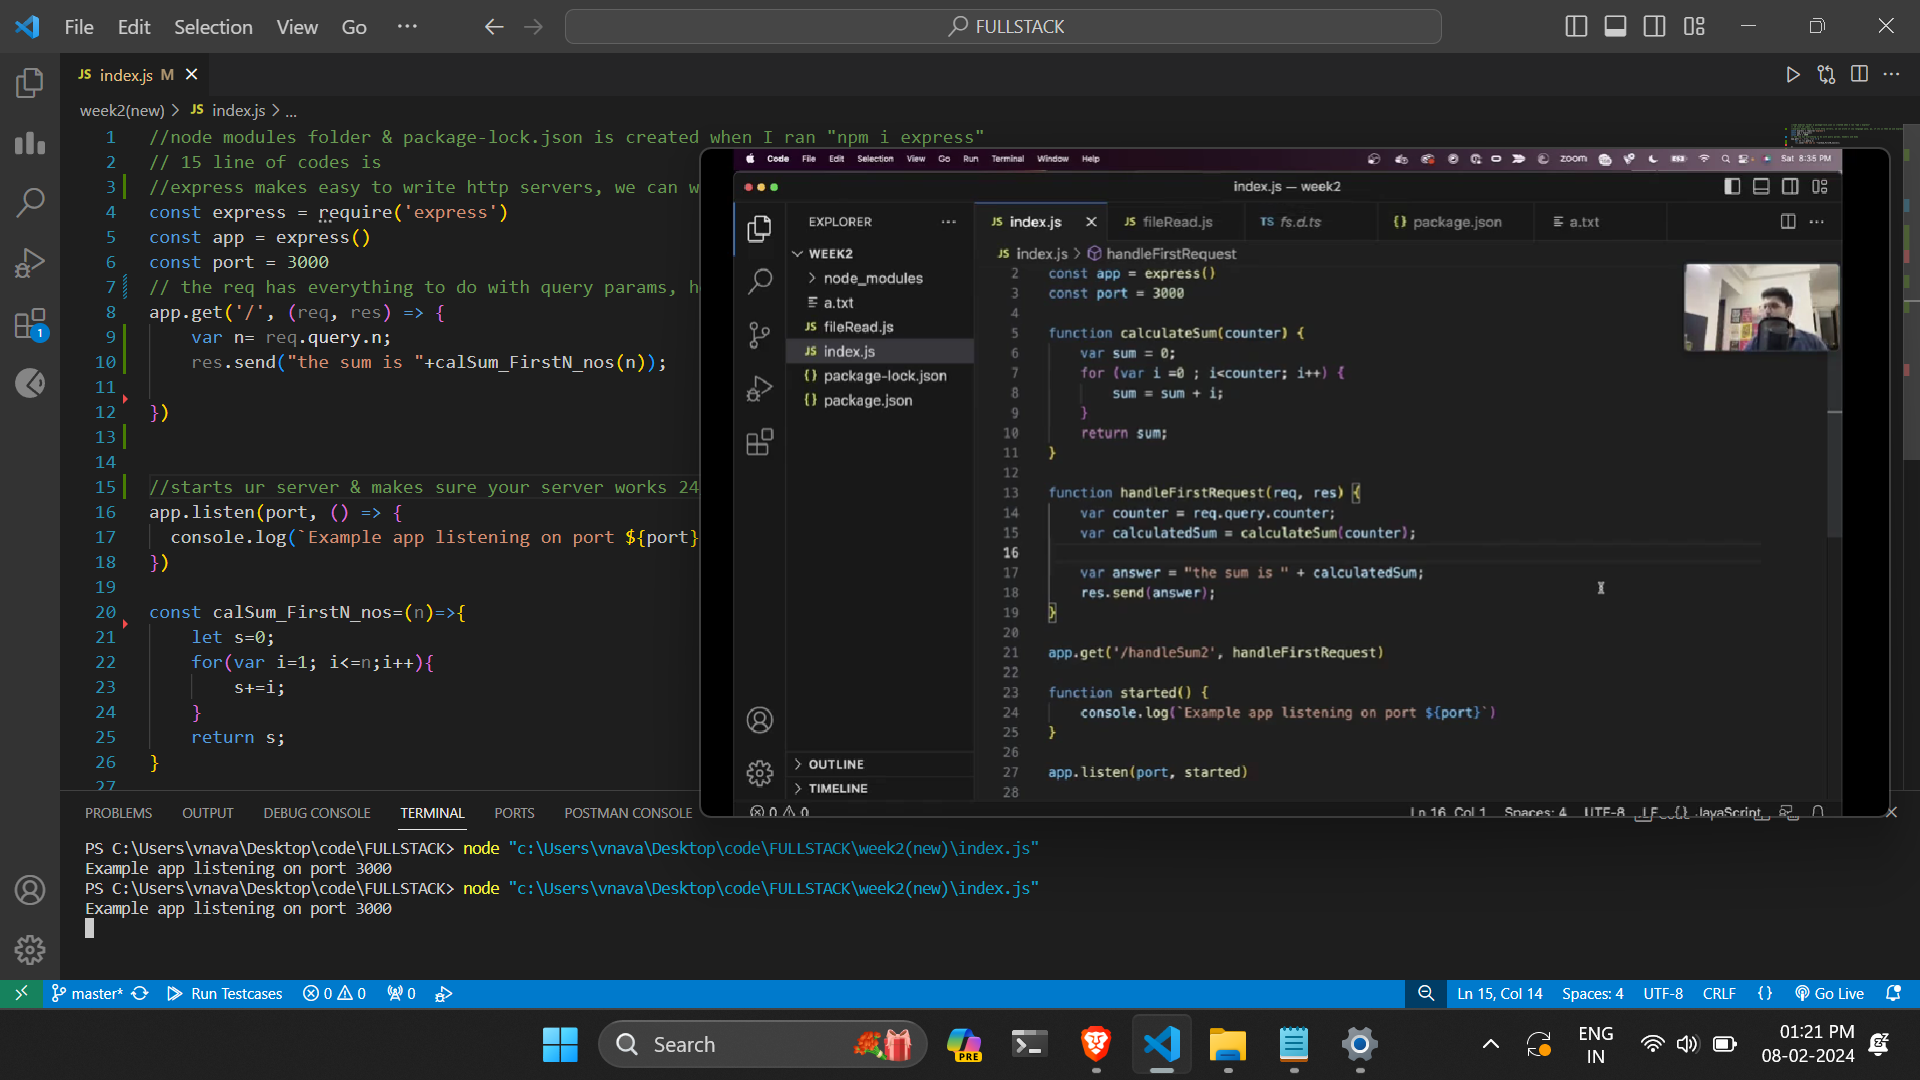 File Edit Selection View Go ··· FULLSTACK
JS index.js M
week2(new) > JS index.js > ...
1 //node modules folder & package-lock.json is created when I ran "npm i express"
2 // 15 line of codes is
3 //express makes easy to write http servers, we can w
4 const express = require('express')
5 const app = express()
6 const port = 3000
7 // the req has everything to do with query params, h
8 app.get('/', (req, res) => {
9 var n= req.query.n;
10 res.send("the sum is "+calSum_FirstN_nos(n));
11
12 })
13
14
15 //starts ur server & makes sure your server works 24
16 app.listen(port, () => {
17 console.log(`Example app listening on port ${port}
18 })
19
20 const calSum_FirstN_nos=(n)=>{
21 let s=0;
22 for(var i=1; i<=n;i++){
23 s+=i;
24 }
25 return s;
26 }
27
Code File Edit Selection View Go Run Terminal Window Help zoom Sat 8:35 PM
index.js — week2
EXPLORER ···
WEEK2
> node_modules
a.txt
JS fileRead.js
JS index.js
{} package-lock.json
{} package.json
> OUTLINE
> TIMELINE
JS index.js JS fileRead.js TS fs.d.ts {} package.json a.txt ···
JS index.js > handleFirstRequest
2 const app = express()
3 const port = 3000
4
5 function calculateSum(counter) {
6 var sum = 0;
7 for (var i =0 ; i<counter; i++) {
8 sum = sum + i;
9 }
10 return sum;
11 }
12
13 function handleFirstRequest(req, res) {
14 var counter = req.query.counter;
15 var calculatedSum = calculateSum(counter);
16
17 var answer = "the sum is " + calculatedSum;
18 res.send(answer);
19 }
20
21 app.get('/handleSum2', handleFirstRequest)
22
23 function started() {
24 console.log(`Example app listening on port ${port}`)
25 }
26
27 app.listen(port, started)
28
0 0 Ln 16, Col 1 Spaces: 4 UTF-8 LF {} JavaScript
PROBLEMS OUTPUT DEBUG CONSOLE TERMINAL PORTS POSTMAN CONSOLE
PS C:\Users\vnava\Desktop\code\FULLSTACK> node "c:\Users\vnava\Desktop\code\FULLSTACK\week2(new)\index.js"
Example app listening on port 3000
PS C:\Users\vnava\Desktop\code\FULLSTACK> node "c:\Users\vnava\Desktop\code\FULLSTACK\week2(new)\index.js"
Example app listening on port 3000
1
master* Run Testcases 0 0 0 Ln 15, Col 14 Spaces: 4 UTF-8 CRLF {} Go Live
Search PRE ENG IN 01:21 PM 08-02-2024